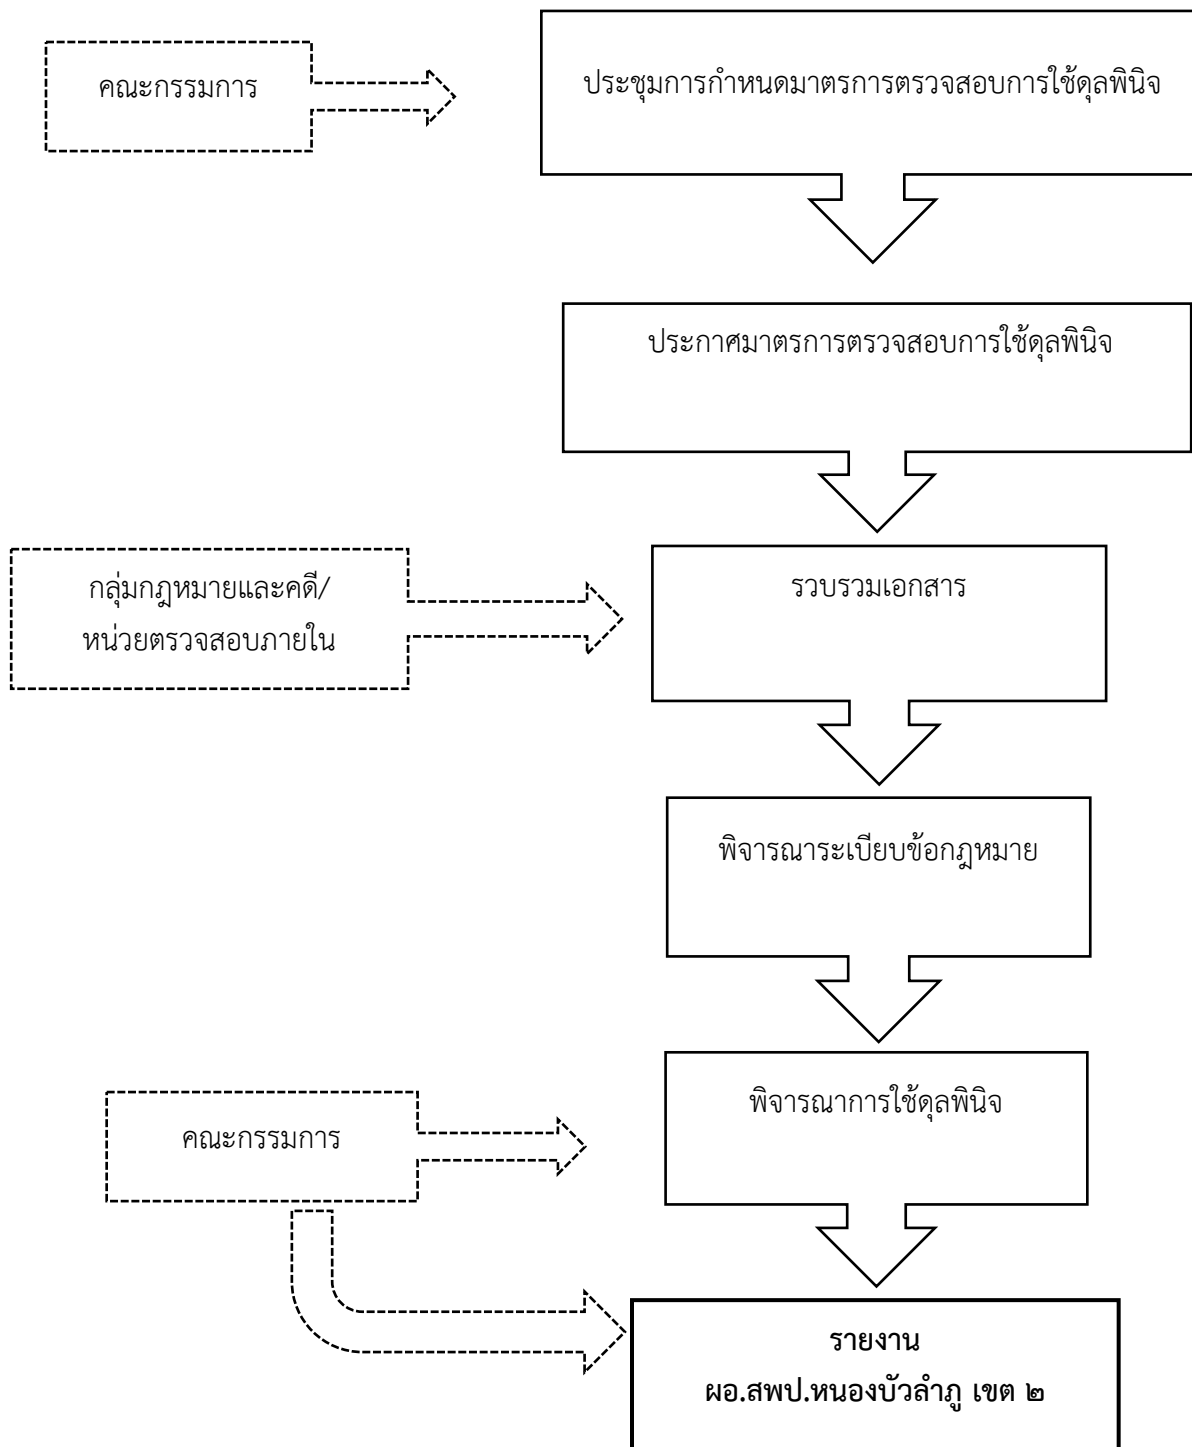 คณะกรรมการ
ประชุมการกำหนดมาตรการตรวจสอบการใช้ดุลพินิจ
ประกาศมาตรการตรวจสอบการใช้ดุลพินิจ
กลุ่มกฎหมายและคดี/
หน่วยตรวจสอบภายใน
รวบรวมเอกสาร
พิจารณาระเบียบข้อกฎหมาย
คณะกรรมการ
พิจารณาการใช้ดุลพินิจ
รายงาน
ผอ.สพป.หนองบัวลำภู เขต ๒